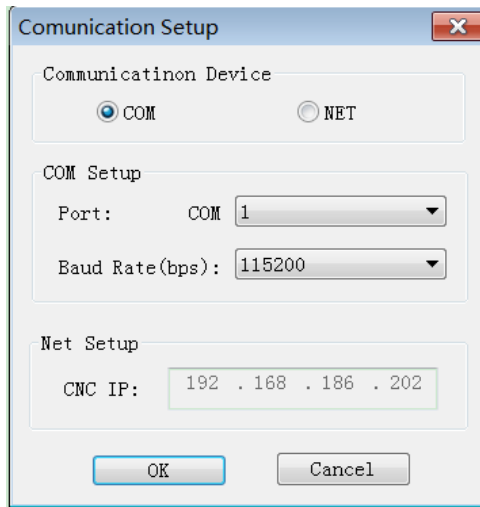 Comunication Setup
Communicatinon Device
COM NET
COM Setup
Port: COM 1
Baud Rate(bps): 115200
Net Setup
CNC IP: 192 . 168 . 186 . 202
OK Cancel